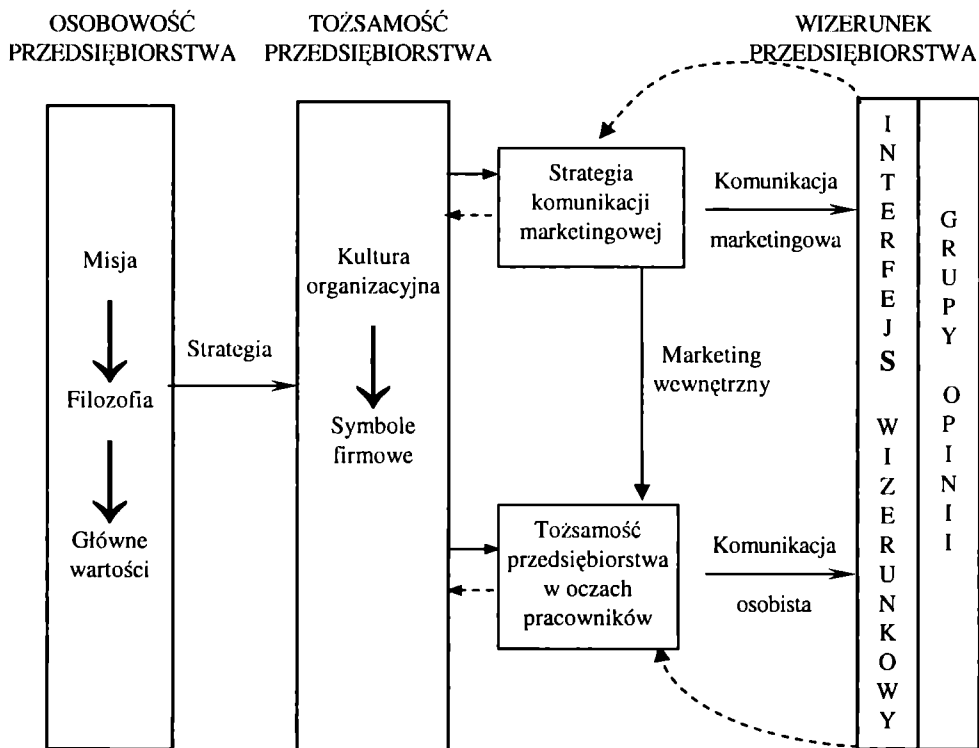 OSOBOWOŚĆ
PRZEDSIĘBIORSTWA
TOŻSAMOŚĆ
PRZEDSIĘBIORSTWA
WIZERUNEK
PRZEDSIĘBIORSTWA
Misja
Filozofia
Główne
wartości
Strategia
Kultura
organizacyjna
Symbole
firmowe
Strategia
komunikacji
marketingowej
Marketing
wewnętrzny
Tożsamość
przedsiębiorstwa
w oczach
pracowników
Komunikacja
marketingowa
Komunikacja
osobista
INTERFEJS WIZERUNKOWY
GRUPY OPINII